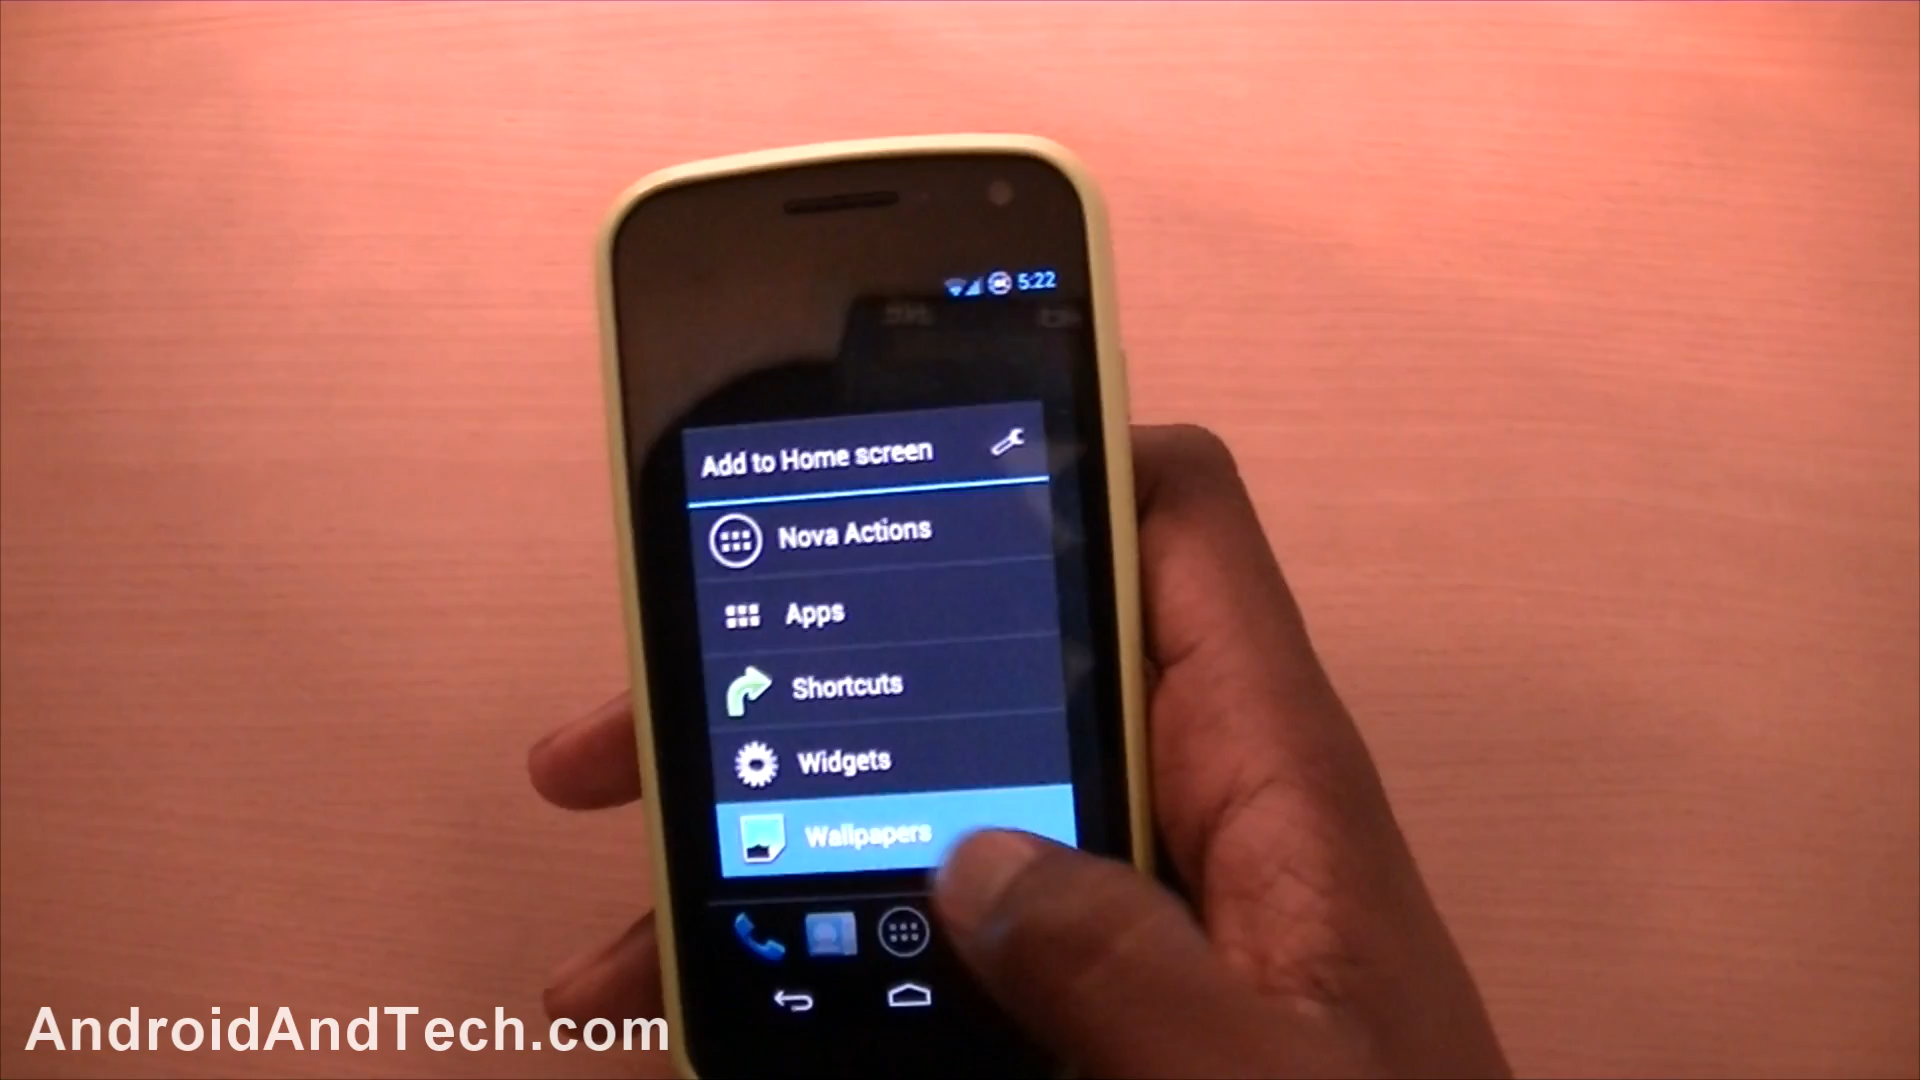 5:22
Add to Home screen
Nova Actions
Apps
Shortcuts
Widgets
Wallpapers
AndroidAndTech.com